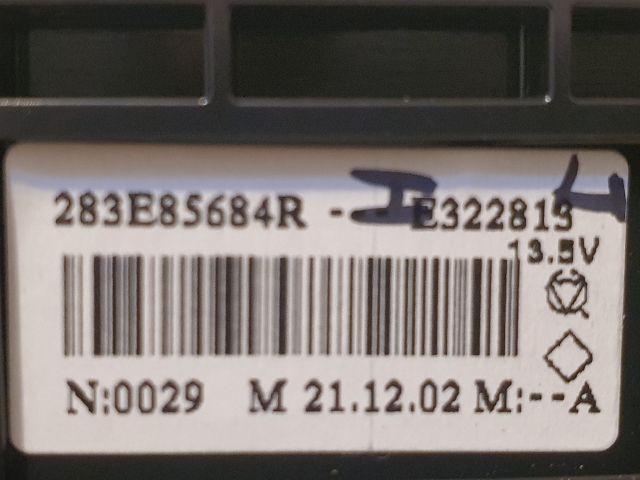 283E85684R -- E322813
13.5V
N:0029 M 21.12.02 M:--A